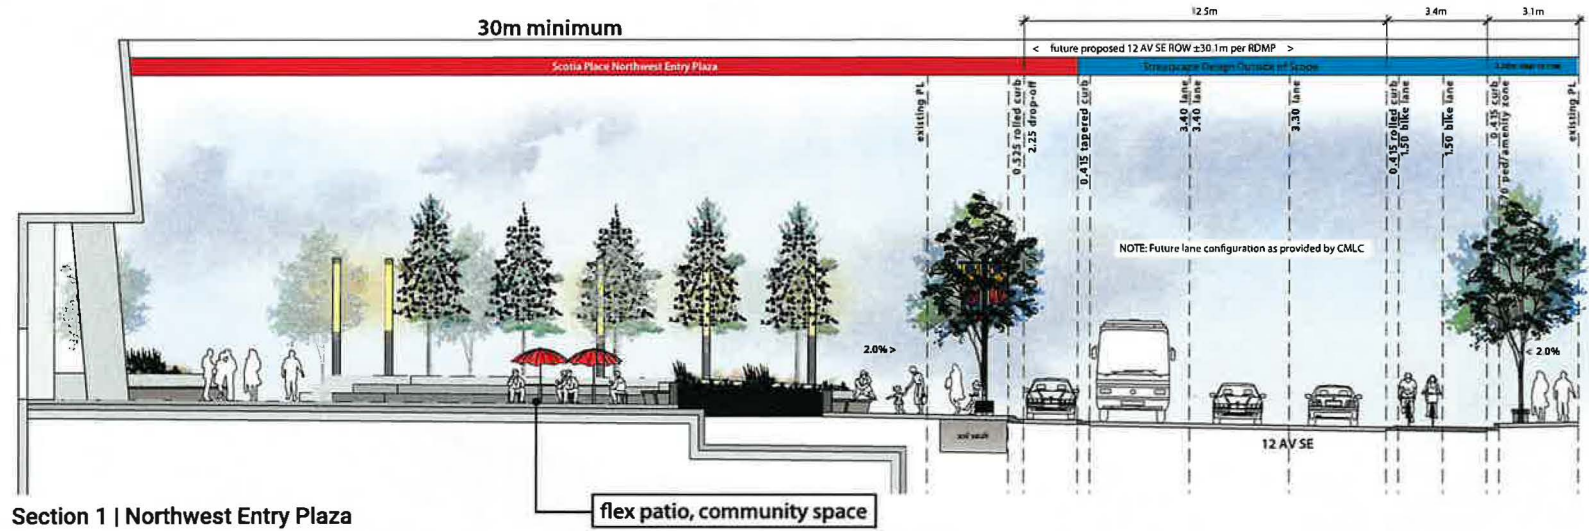 30m minimum
12.5m
3.4m
3.1m
< future proposed 12 AV SE ROW ±30.1m per RDMP >
Scotia Place Northwest Entry Plaza
Streetscape Design Outside of Scope
existing PL
0.525 rolled curb
2.25 drop-off
0.415 tapered curb
3.40 lane
3.40 lane
3.30 lane
0.415 rolled curb
1.50 bike lane
1.50 bike lane
0.415 curb
ped/amenity zone
existing PL
NOTE: Future lane configuration as provided by CMLC
2.0% >
< 2.0%
soil vault
12 AV SE
flex patio, community space
Section 1 | Northwest Entry Plaza